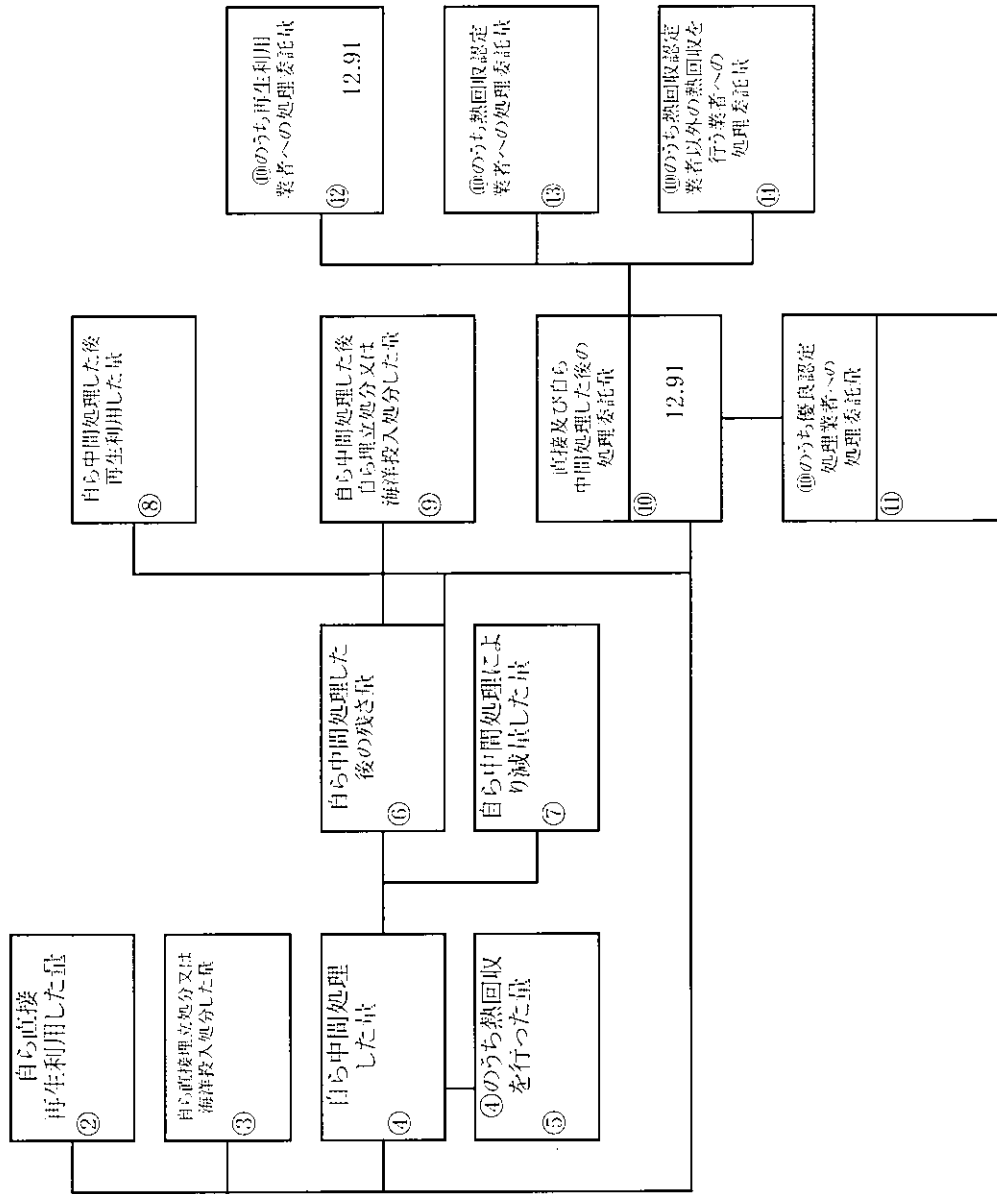 自ら直接
再生利用した量
②
自ら直接埋立処分又は
海洋投入処分した量
③
自ら中間処理
した量
④
④のうち熱回収
を行った量
⑤
自ら中間処理した
後の残さ量
⑥
自ら中間処理によ
り減量した量
⑦
自ら中間処理した後
再生利用した量
⑧
自ら中間処理した後
自ら埋立処分又は
海洋投入処分した量
⑨
直接及び自ら
中間処理した後の
処理委託量
⑩
12.91
⑩のうち優良認定
処理業者への
処理委託量
⑪
⑩のうち再生利用
業者への処理委託量
⑫
12.91
⑩のうち熱回収認定
業者への処理委託量
⑬
⑩のうち熱回収認定
業者以外の熱回収を
行う業者への
処理委託量
⑭